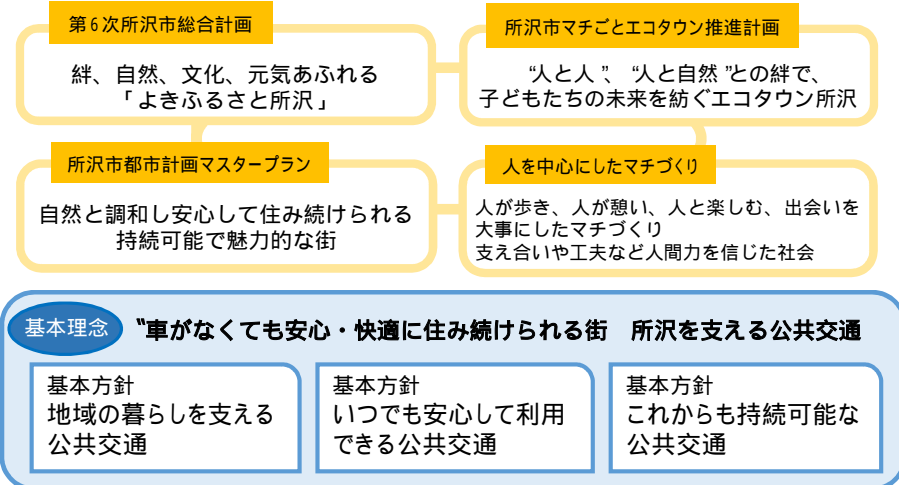 第6次所沢市総合計画
絆、自然、文化、元気あふれる
「よきふるさと所沢」
所沢市マチごとエコタウン推進計画
“人と人”、“人と自然”との絆で、
子どもたちの未来を紡ぐエコタウン所沢
所沢市都市計画マスタープラン
自然と調和し安心して住み続けられる
持続可能で魅力的な街
人を中心にしたマチづくり
人が歩き、人が憩い、人と楽しむ、出会いを
大事にしたマチづくり
支え合いや工夫など人間力を信じた社会
基本理念
〝車がなくても安心・快適に住み続けられる街　所沢を支える公共交通
基本方針
地域の暮らしを支える
公共交通
基本方針
いつでも安心して利用
できる公共交通
基本方針
これからも持続可能な
公共交通